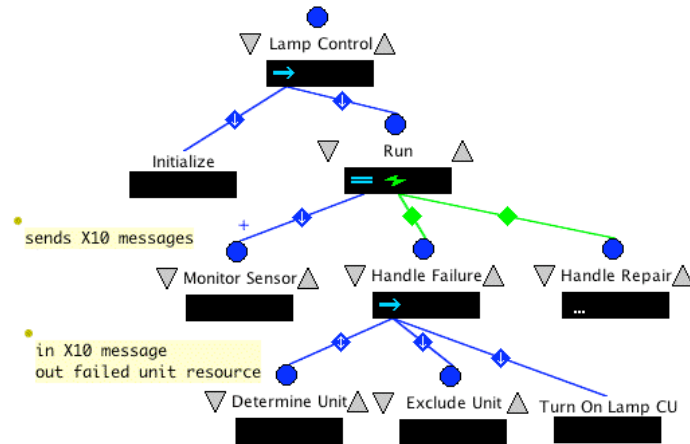 Lamp Control
Initialize
Run
+
sends X10 messages
Monitor Sensor
Handle Failure
Handle Repair
...
in X10 message
out failed unit resource
Determine Unit
Exclude Unit
Turn On Lamp CU